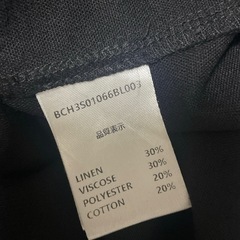 BCH3S01066BL003
品質表示
LINEN 30%
VISCOSE 30%
POLYESTER 20%
COTTON 20%